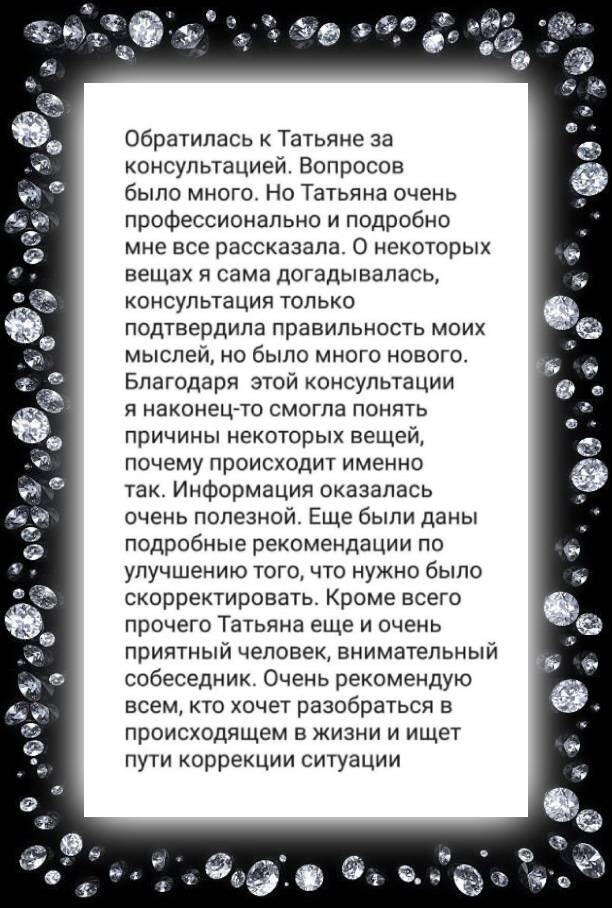 Обратилась к Татьяне за
консультацией. Вопросов
было много. Но Татьяна очень
профессионально и подробно
мне все рассказала. О некоторых
вещах я сама догадывалась,
консультация только
подтвердила правильность моих
мыслей, но было много нового.
Благодаря  этой консультации
я наконец-то смогла понять
причины некоторых вещей,
почему происходит именно
так. Информация оказалась
очень полезной. Еще были даны
подробные рекомендации по
улучшению того, что нужно было
скорректировать. Кроме всего
прочего Татьяна еще и очень
приятный человек, внимательный
собеседник. Очень рекомендую
всем, кто хочет разобраться в
происходящем в жизни и ищет
пути коррекции ситуации